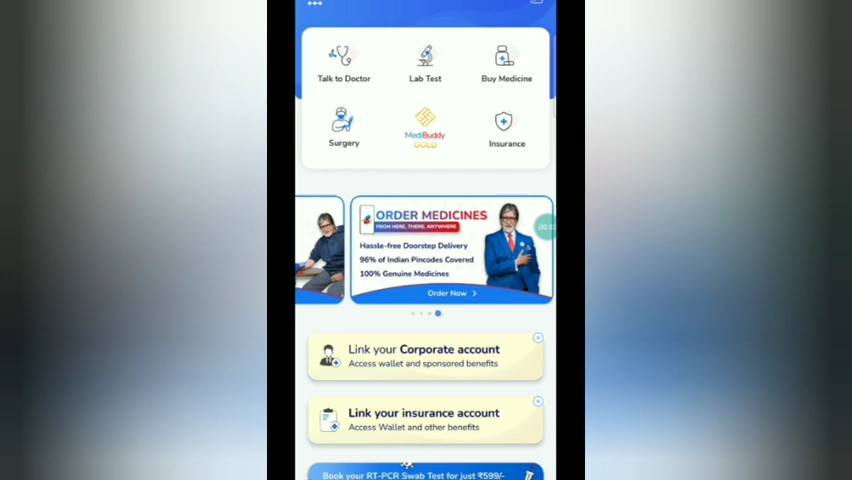 Talk to Doctor
Lab Test
Buy Medicine
Surgery
MediBuddy
GOLD
Insurance
ORDER MEDICINES
FROM HERE, THERE, ANYWHERE
Hassle-free Doorstep Delivery
96% of Indian Pincodes Covered
100% Genuine Medicines
Order Now
Link your Corporate account
Access wallet and sponsored benefits
Link your insurance account
Access Wallet and other benefits
Book your RT-PCR Swab Test for just ₹599/-